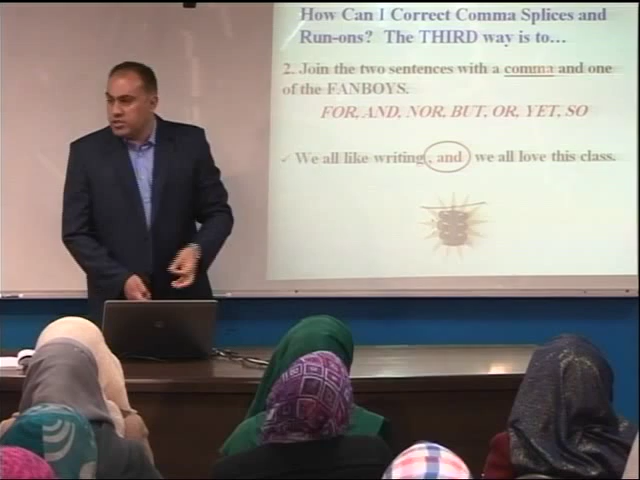 How Can I Correct Comma Splices and
Run-ons? The THIRD way is to…
2. Join the two sentences with a comma and one
of the FANBOYS.
FOR, AND, NOR, BUT, OR, YET, SO
✓ We all like writing , and we all love this class.